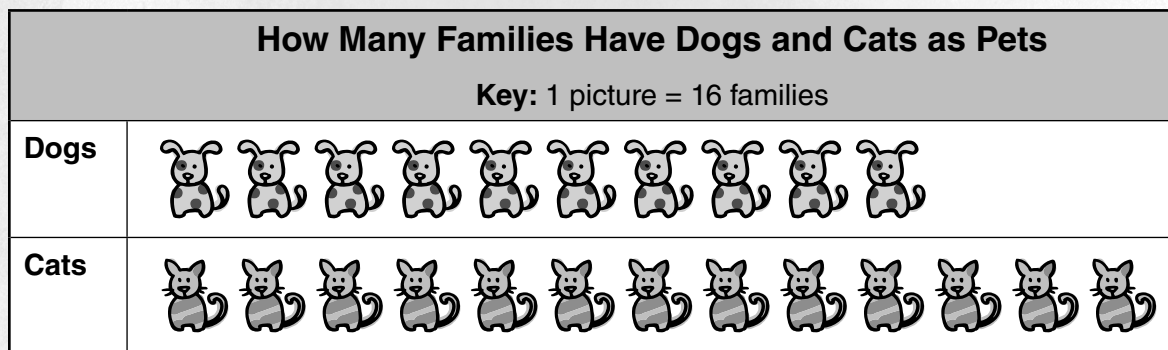 How Many Families Have Dogs and Cats as Pets
Key: 1 picture = 16 families
Dogs
Cats